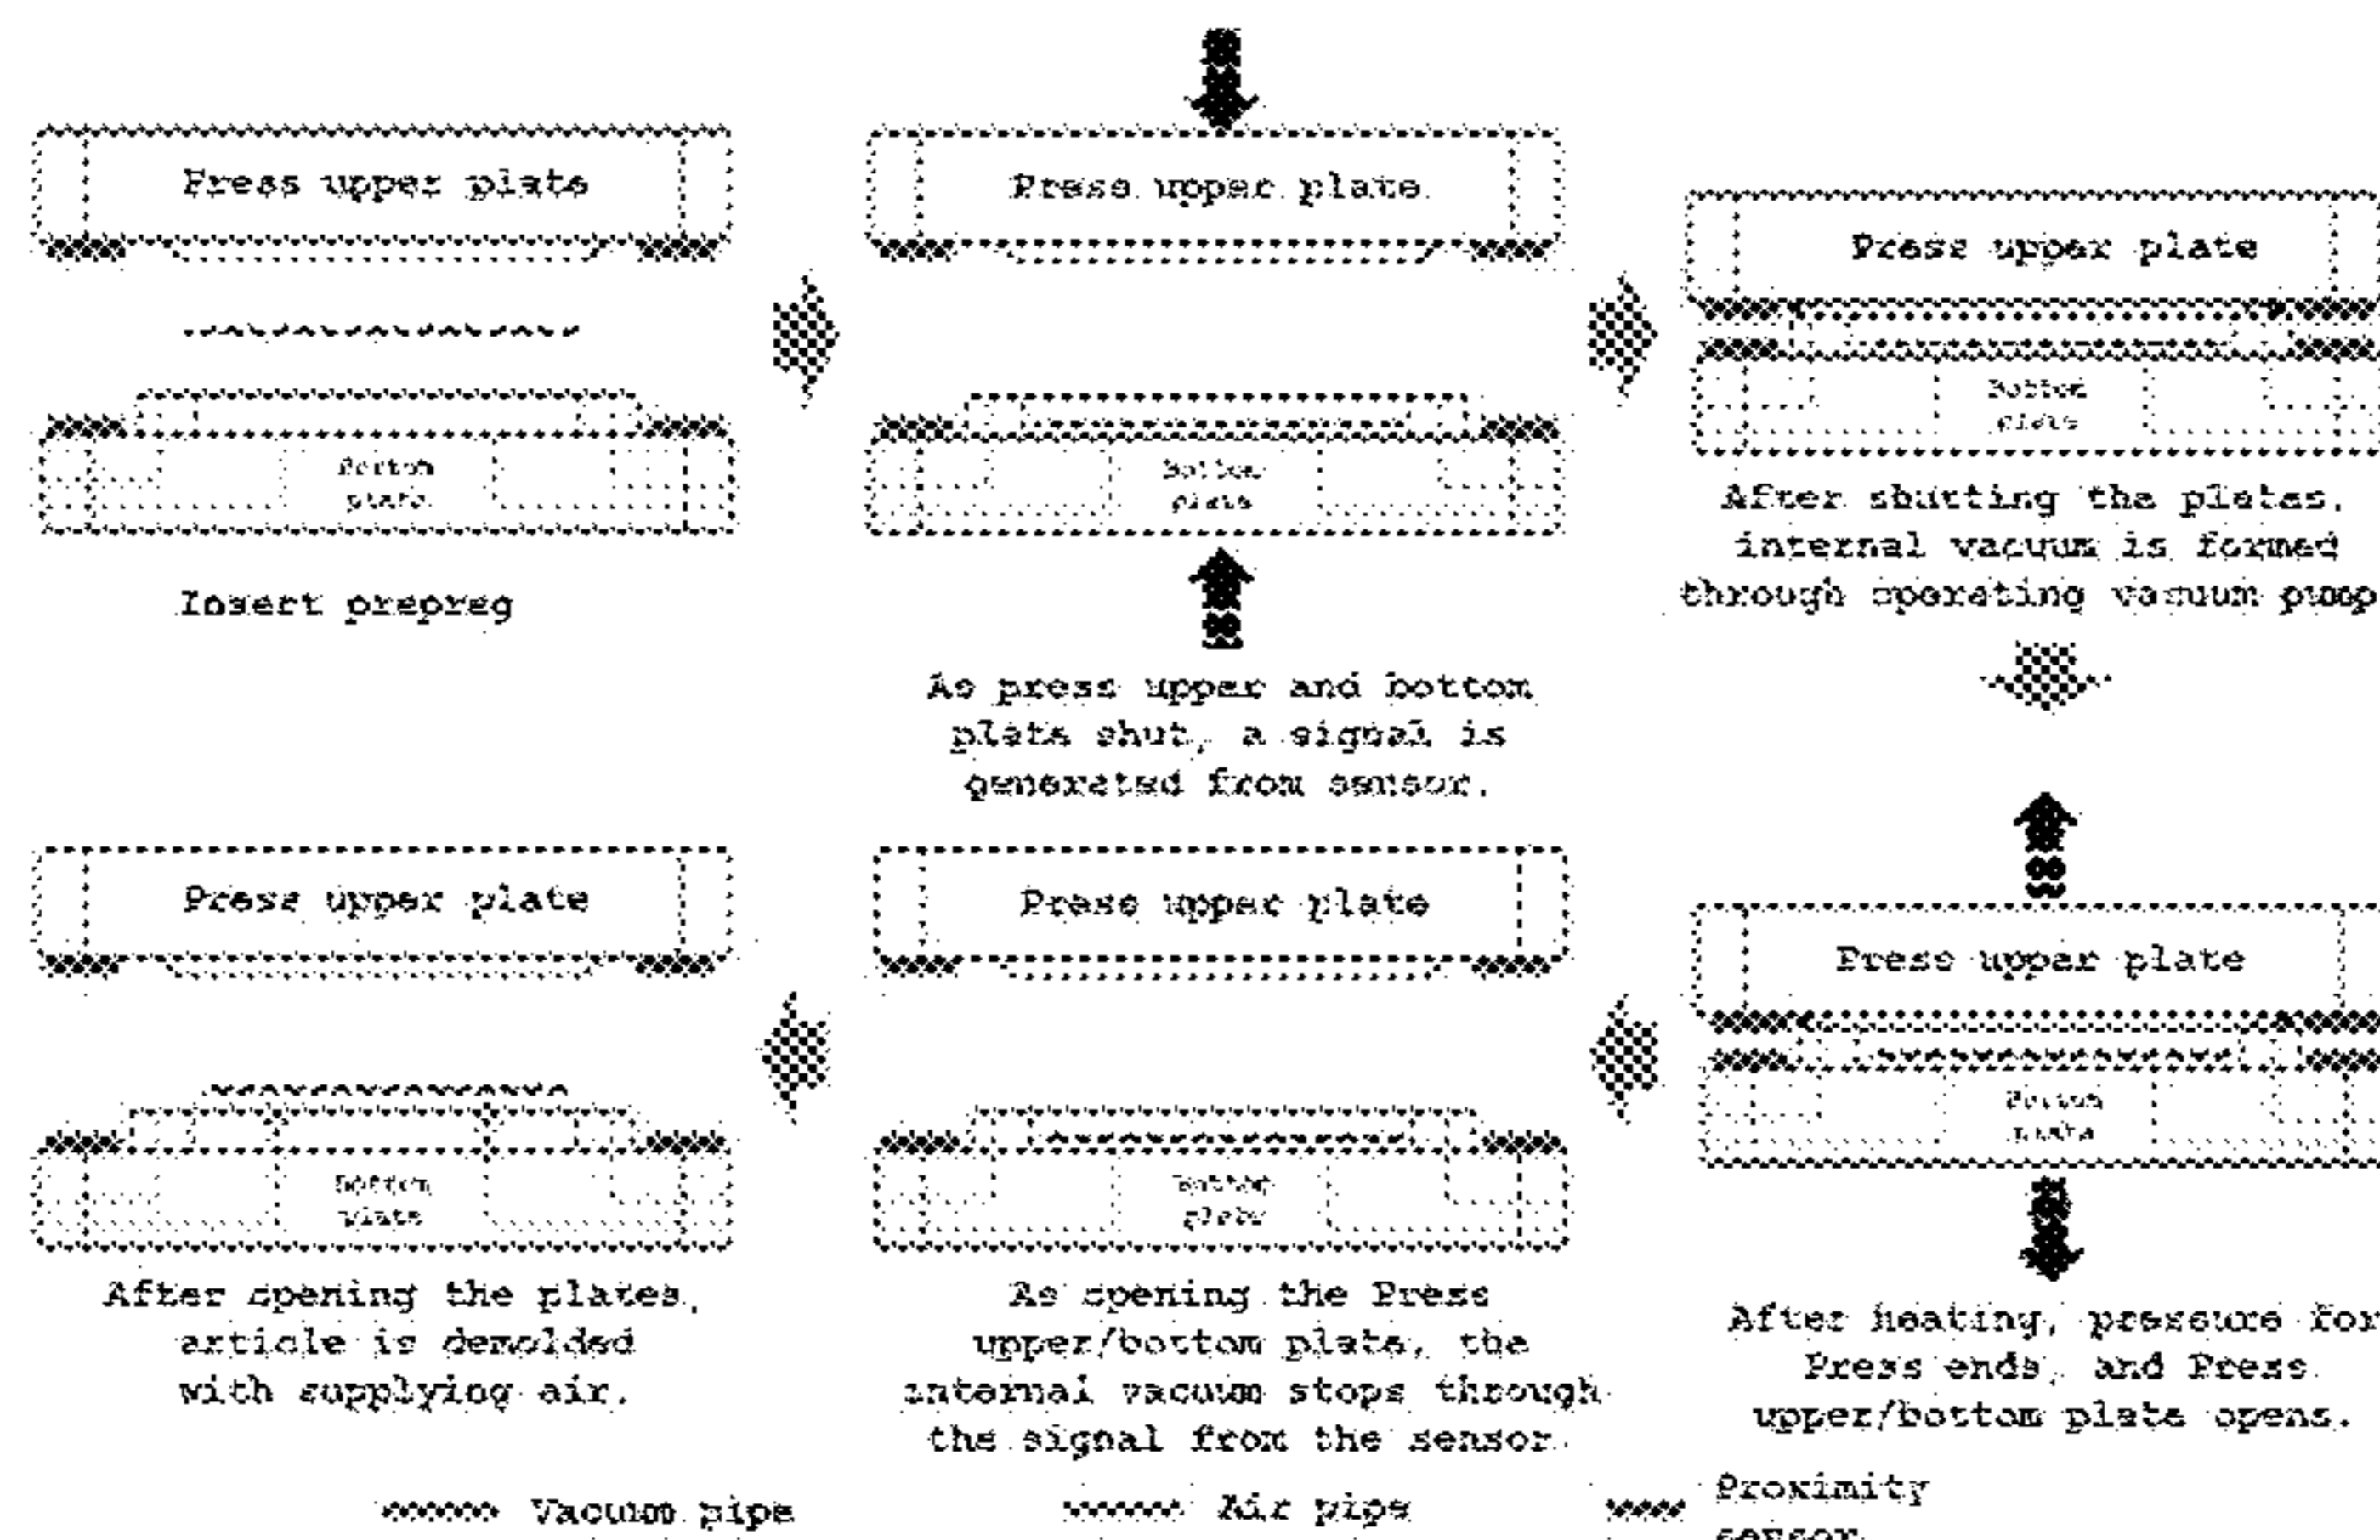 Press upper plate
Press upper plate
Press upper plate
Bottom
plate
Bottom
plate
Bottom
plate
Insert prepreg
As press upper and bottom
plate shut, a signal is
generated from sensor.
After shutting the plates,
internal vacuum is formed
through operating vacuum pump
Press upper plate
Press upper plate
Press upper plate
Bottom
plate
Bottom
plate
Bottom
plate
After opening the plates,
article is demolded
with supplying air.
As opening the Press
upper/bottom plate, the
internal vacuum stops through
the signal from the sensor.
After heating, pressure for
Press ends, and Press
upper/bottom plate opens.
Vacuum pipe
Air pipe
Proximity
sensor